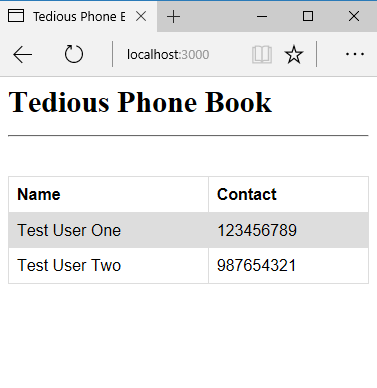 Tedious Phone B
localhost:3000
Tedious Phone Book
Name Contact
Test User One 123456789
Test User Two 987654321